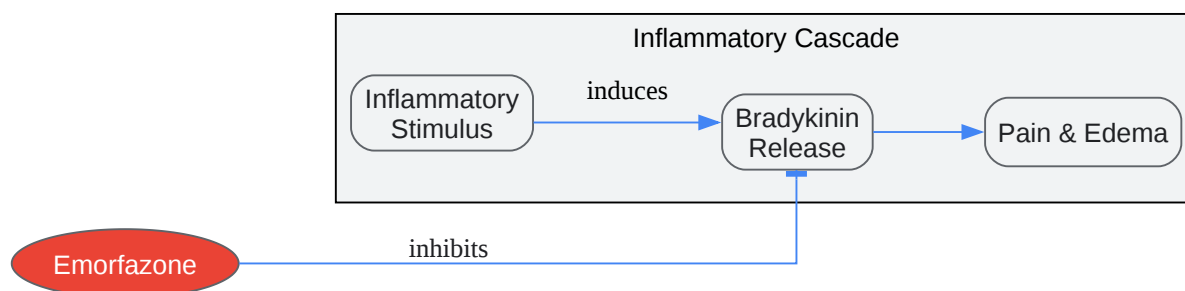 Inflammatory Cascade
Inflammatory
Stimulus
induces
Bradykinin
Release
Pain & Edema
inhibits
Emorfazone